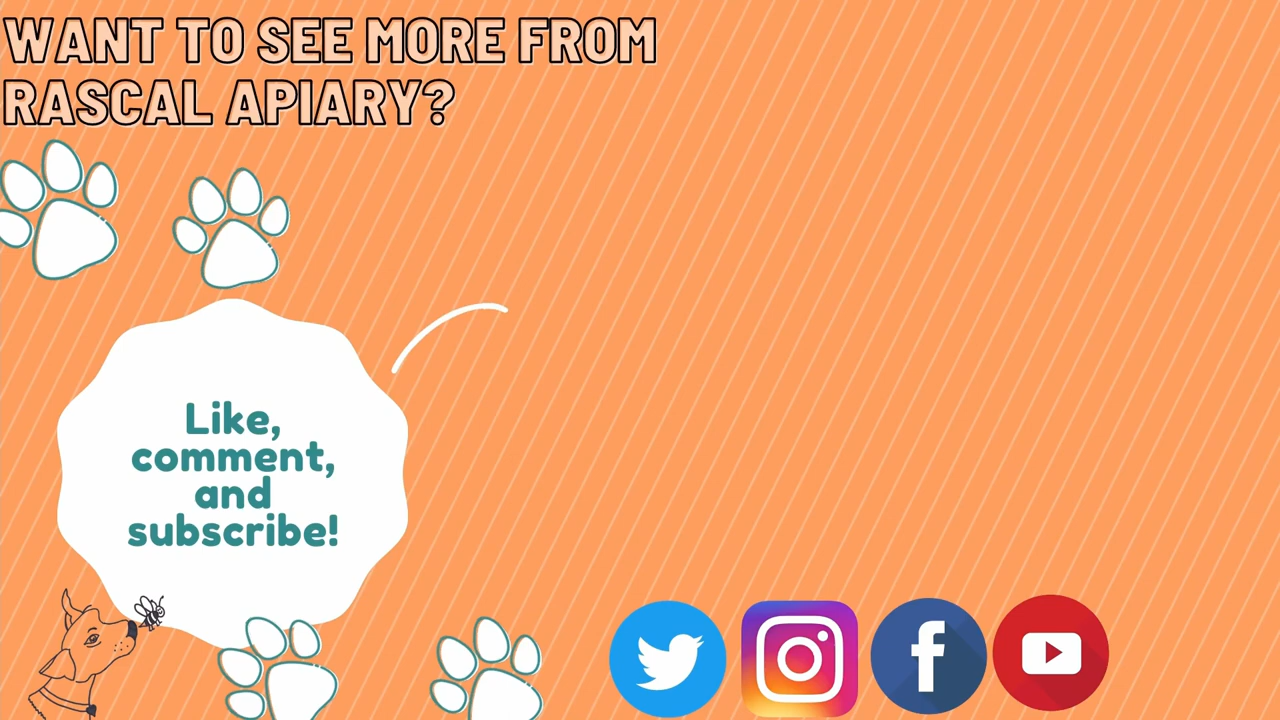 WANT TO SEE MORE FROM
RASCAL APIARY?
Like,
comment,
and
subscribe!